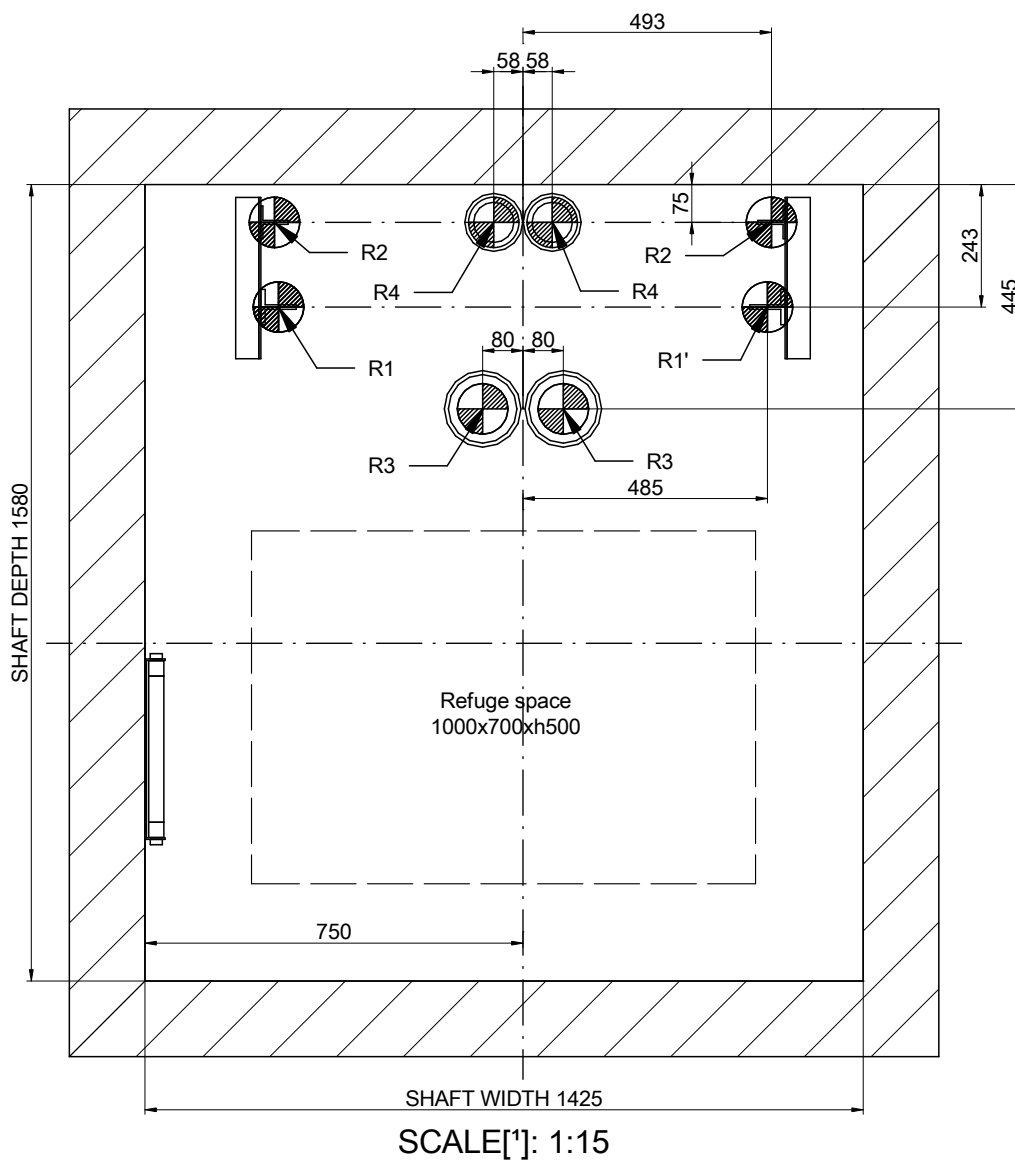 493
58 58
75
243
445
R2
R2
R4
R4
R1
R1'
80 80
R3
R3
485
SHAFT DEPTH 1580
Refuge space
1000x700xh500
750
SHAFT WIDTH 1425
SCALE[¹]: 1:15